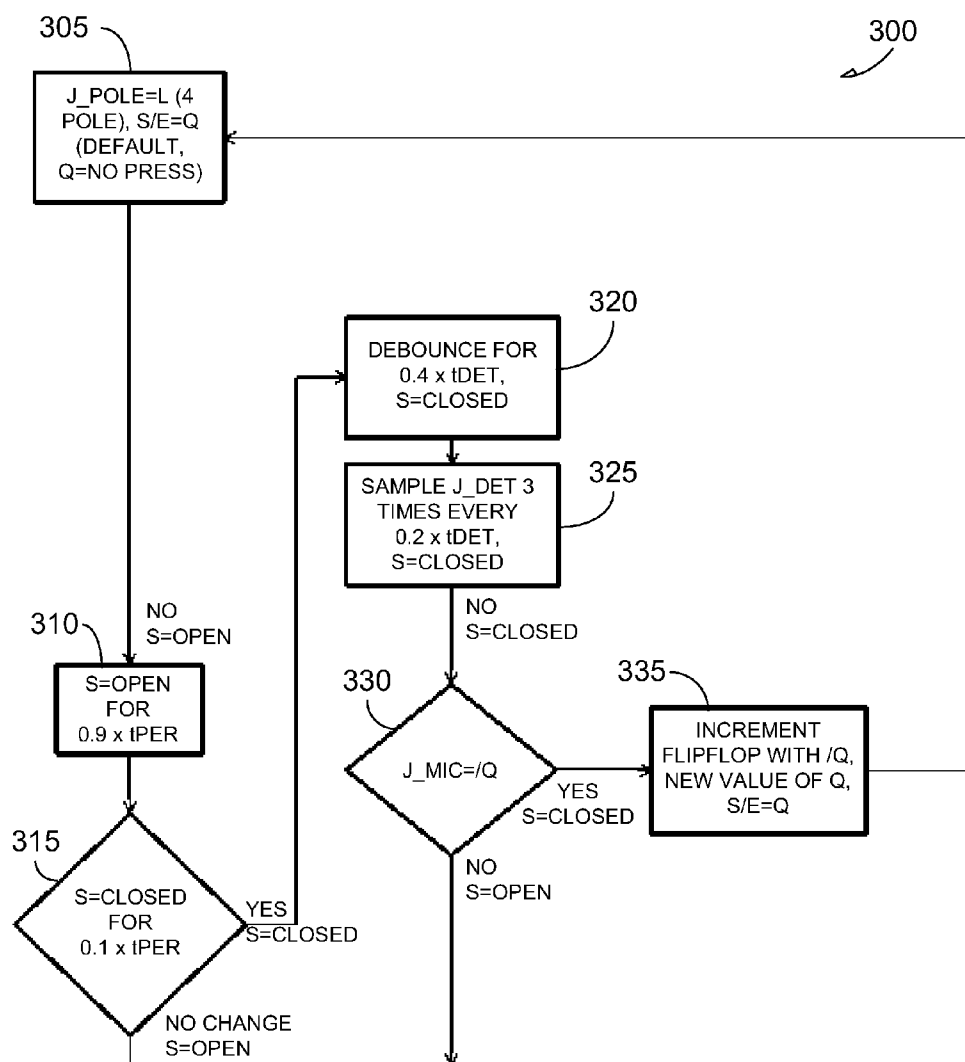 305
300
J_POLE=L (4
POLE), S/E=Q
(DEFAULT,
Q=NO PRESS)
320
DEBOUNCE FOR
0.4 x tDET,
S=CLOSED
325
SAMPLE J_DET 3
TIMES EVERY
0.2 x tDET,
S=CLOSED
NO
S=OPEN
NO
S=CLOSED
310
S=OPEN
FOR
0.9 x tPER
330
J_MIC=/Q
YES
S=CLOSED
335
INCREMENT
FLIPFLOP WITH /Q,
NEW VALUE OF Q,
S/E=Q
315
S=CLOSED
FOR
0.1 x tPER
YES
S=CLOSED
NO
S=OPEN
NO CHANGE
S=OPEN